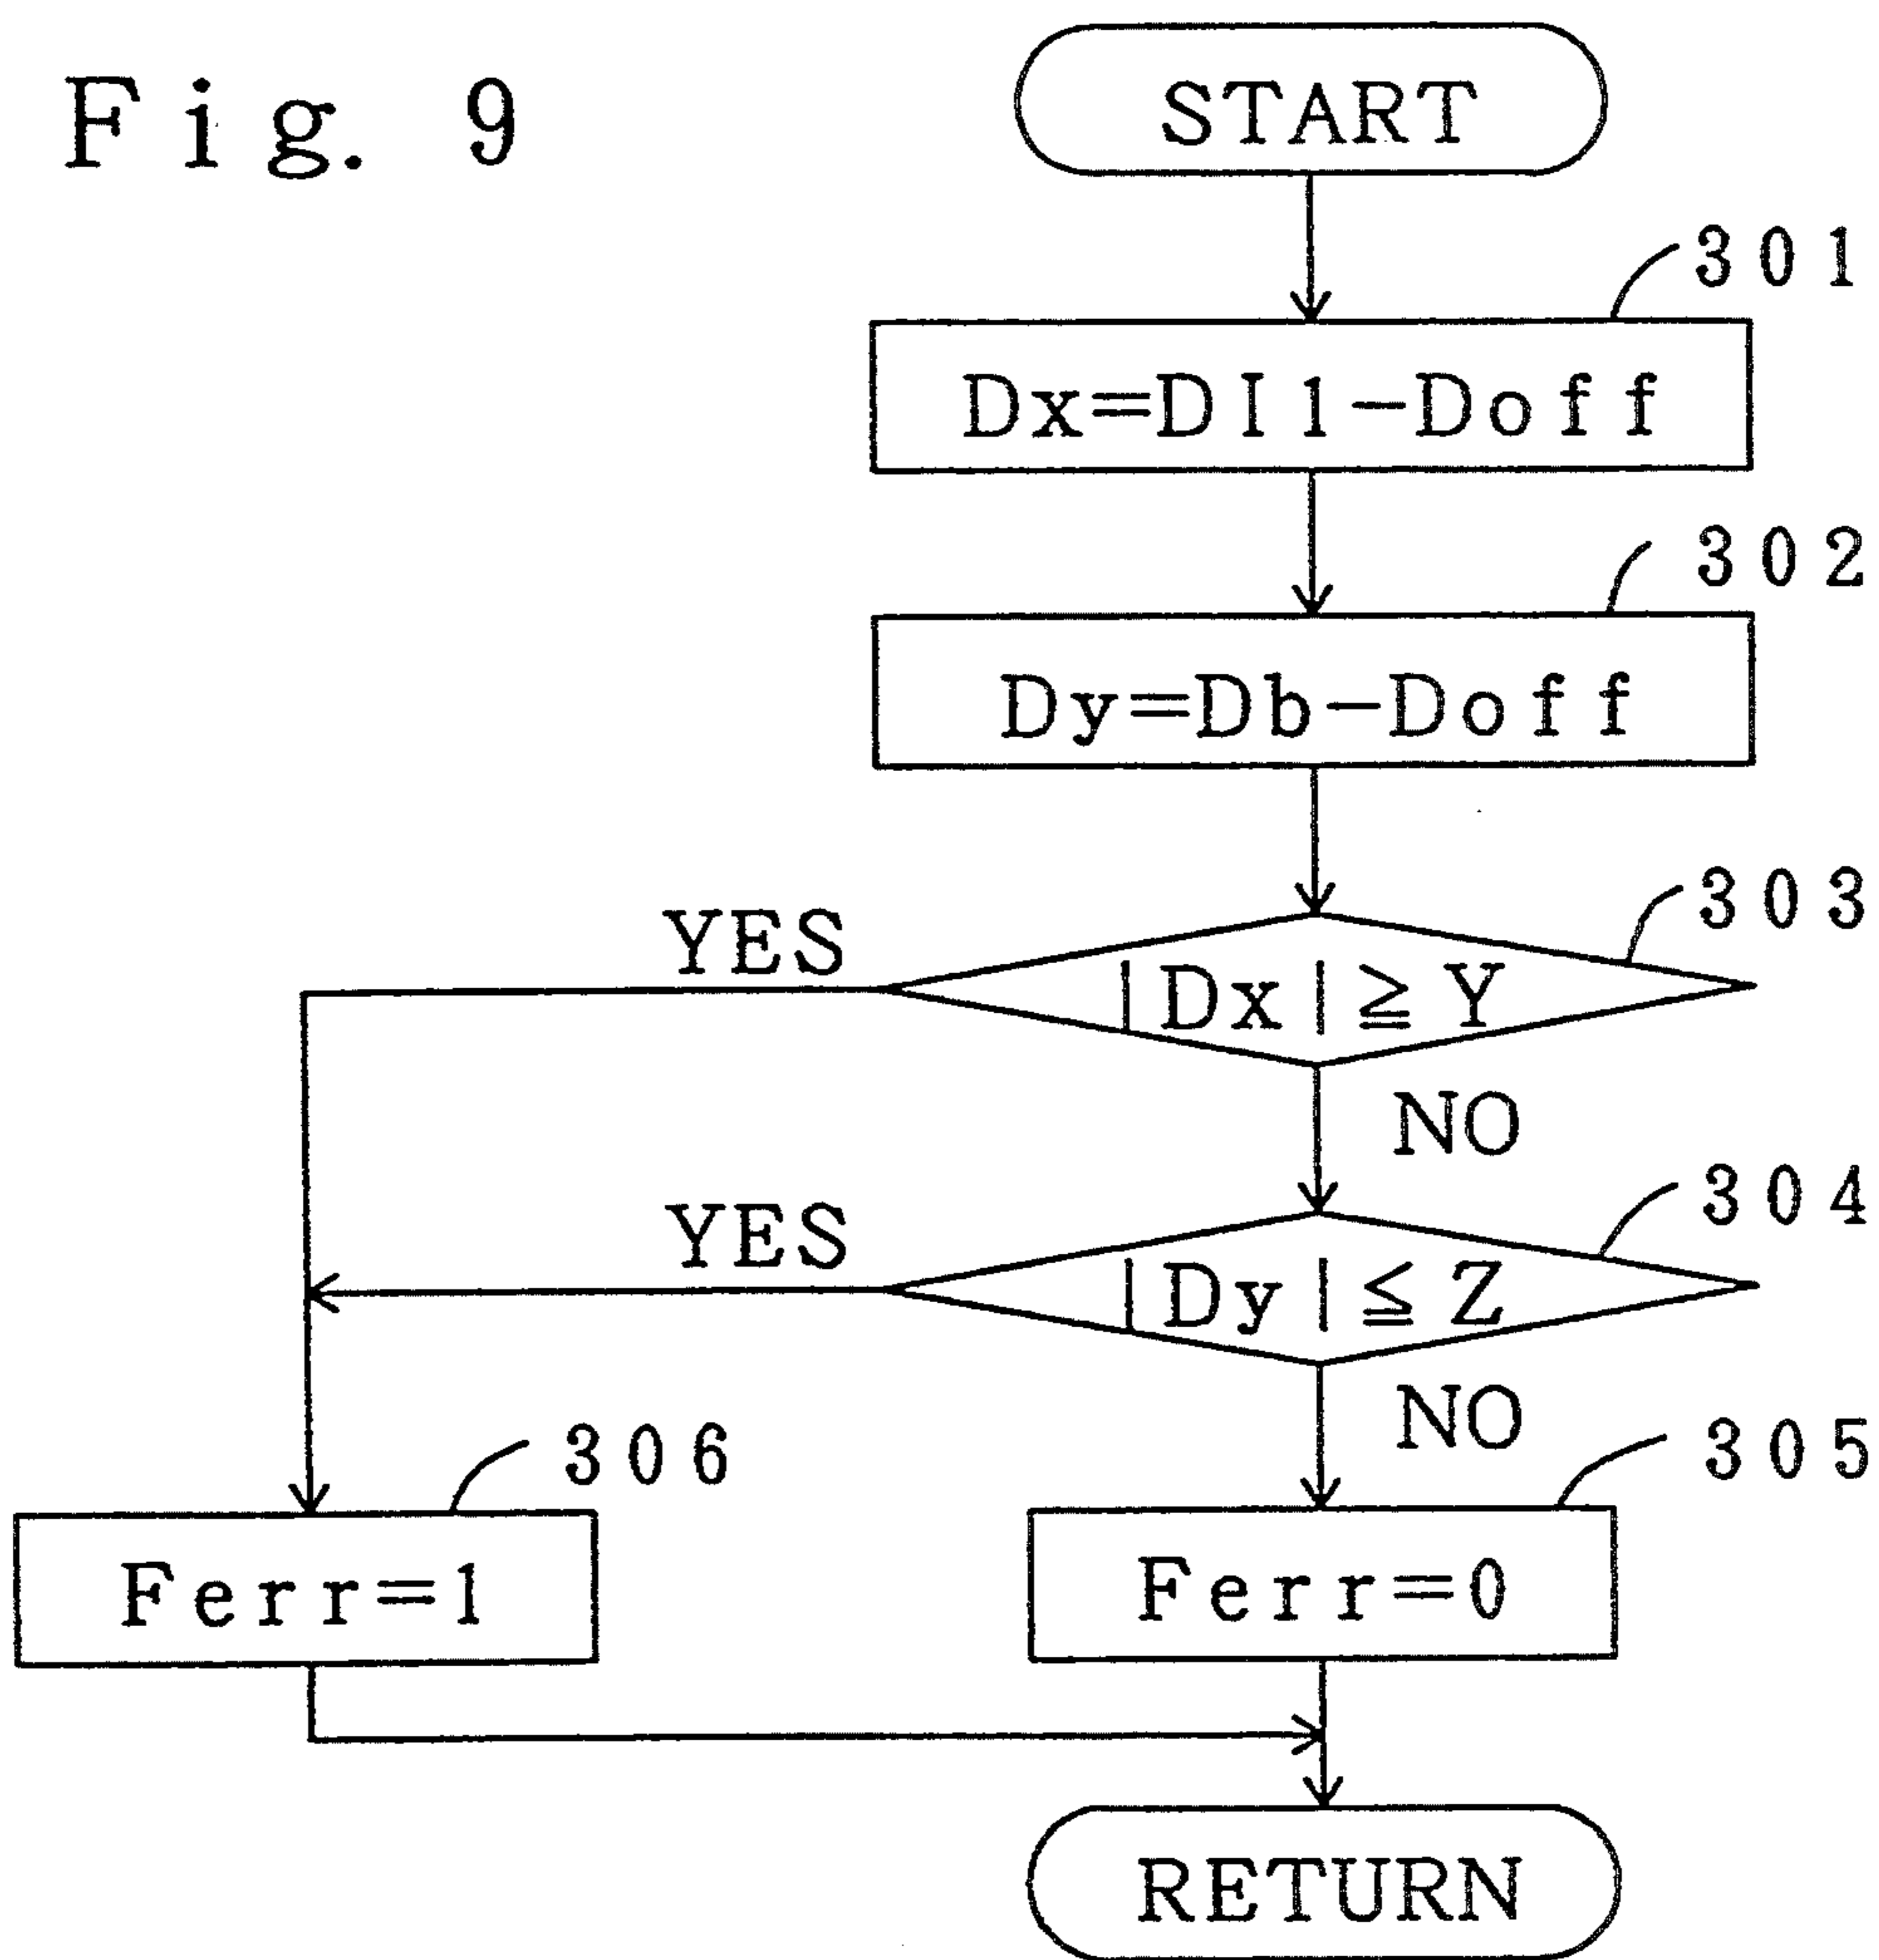 Fig. 9
START
301
Dx=DI1-Doff
302
Dy=Db-Doff
303
YES
|Dx|≧Y
NO
304
YES
|Dy|≦Z
NO
306
305
Ferr=1
Ferr=0
RETURN